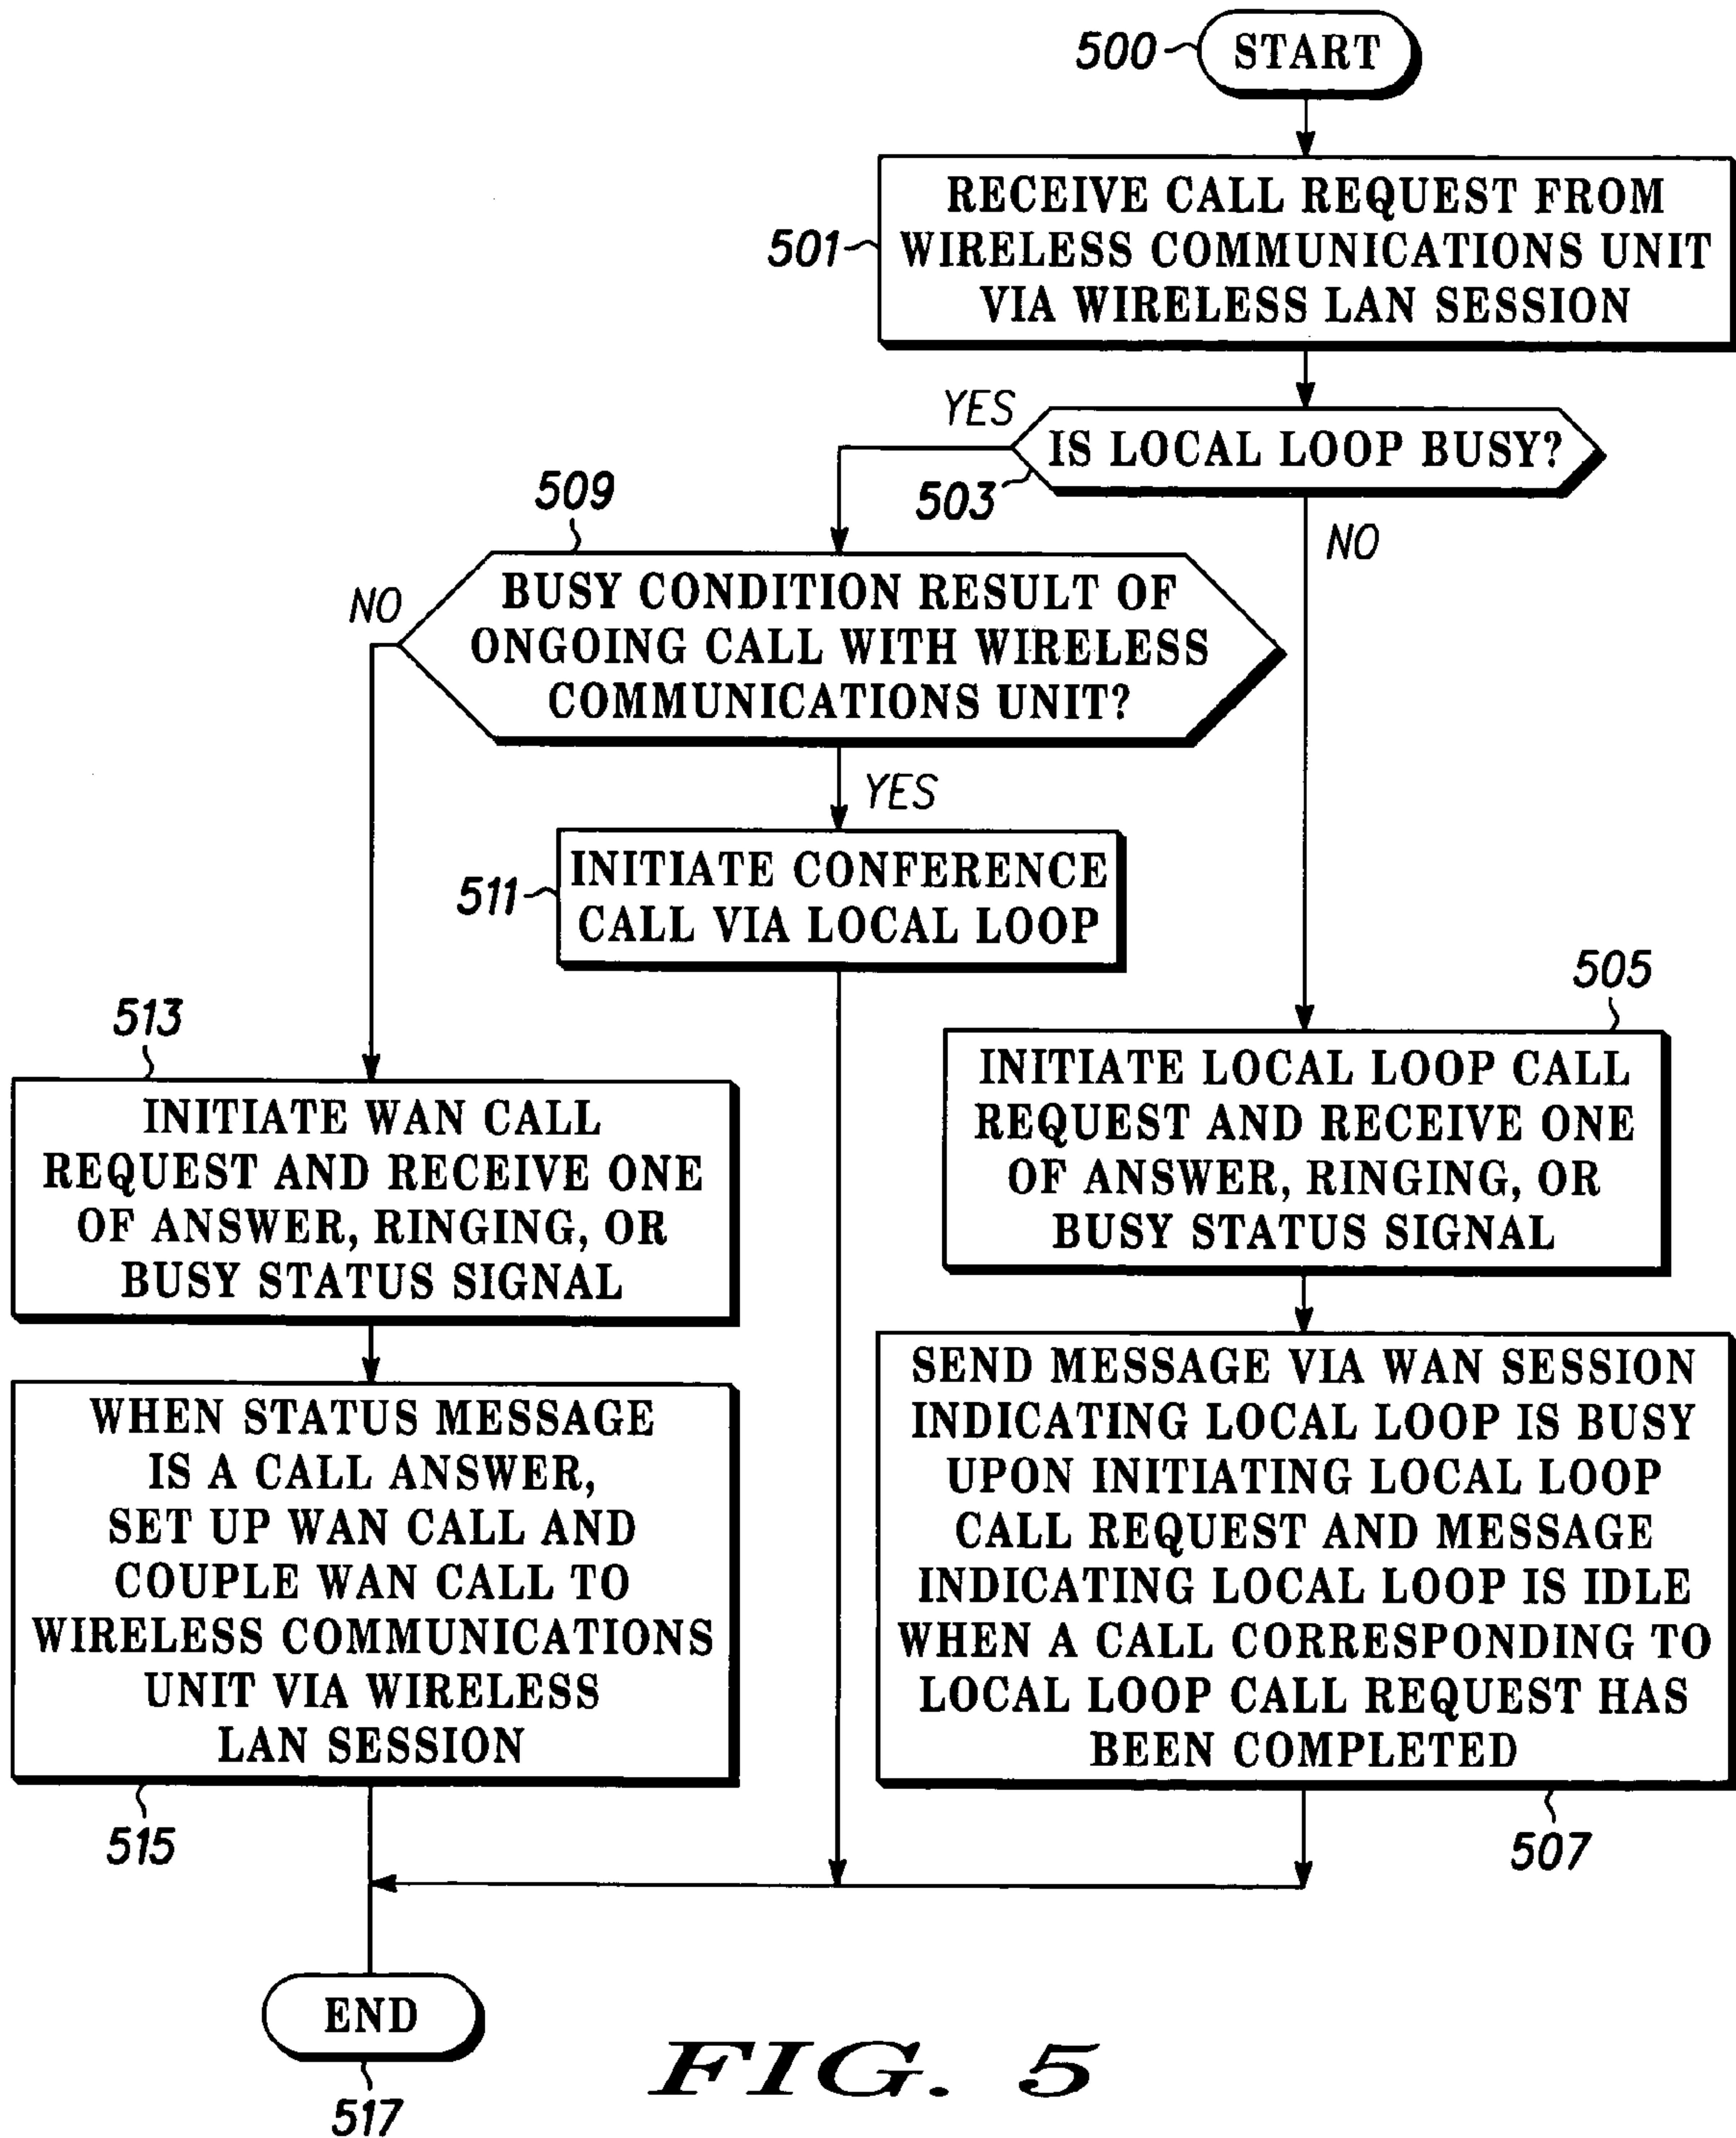 500
START
501
RECEIVE CALL REQUEST FROM
WIRELESS COMMUNICATIONS UNIT
VIA WIRELESS LAN SESSION
YES
IS LOCAL LOOP BUSY?
503
NO
509
NO
BUSY CONDITION RESULT OF
ONGOING CALL WITH WIRELESS
COMMUNICATIONS UNIT?
YES
511
INITIATE CONFERENCE
CALL VIA LOCAL LOOP
505
INITIATE LOCAL LOOP CALL
REQUEST AND RECEIVE ONE
OF ANSWER, RINGING, OR
BUSY STATUS SIGNAL
513
INITIATE WAN CALL
REQUEST AND RECEIVE ONE
OF ANSWER, RINGING, OR
BUSY STATUS SIGNAL
SEND MESSAGE VIA WAN SESSION
INDICATING LOCAL LOOP IS BUSY
UPON INITIATING LOCAL LOOP
CALL REQUEST AND MESSAGE
INDICATING LOCAL LOOP IS IDLE
WHEN A CALL CORRESPONDING TO
LOCAL LOOP CALL REQUEST HAS
BEEN COMPLETED
507
WHEN STATUS MESSAGE
IS A CALL ANSWER,
SET UP WAN CALL AND
COUPLE WAN CALL TO
WIRELESS COMMUNICATIONS
UNIT VIA WIRELESS
LAN SESSION
515
END
517
FIG. 5